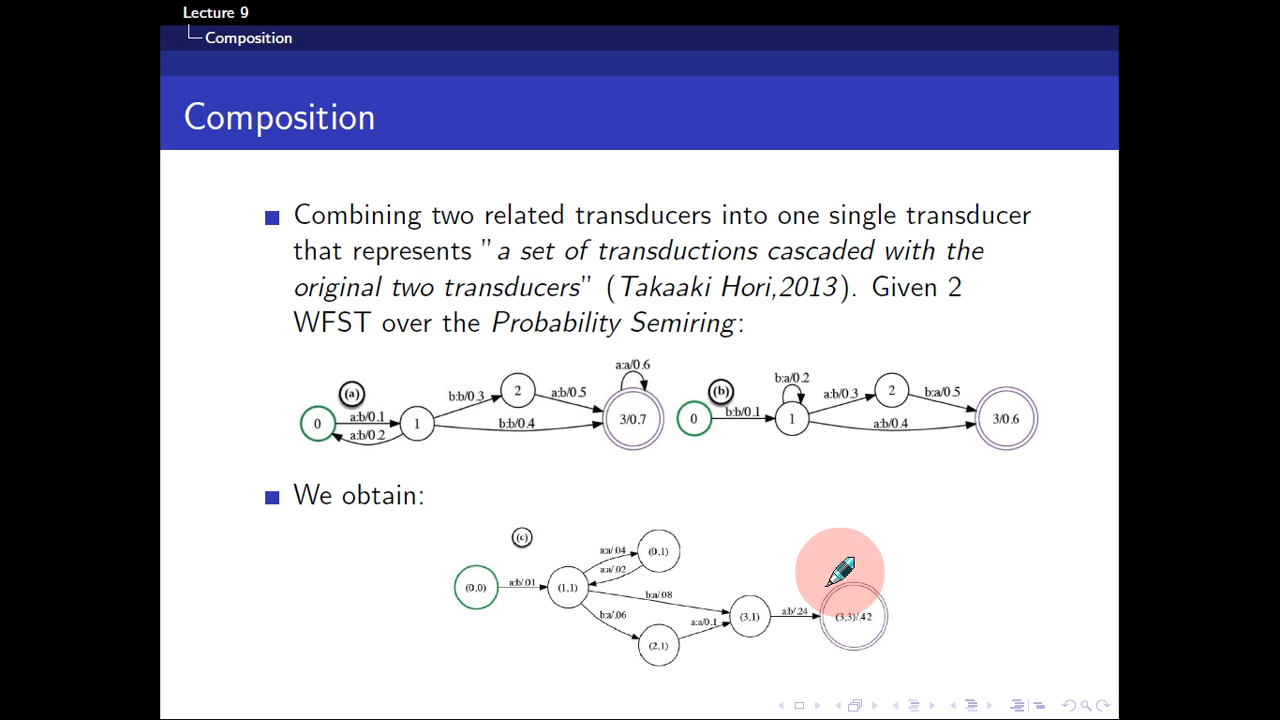 Lecture 9
Composition
Composition
Combining two related transducers into one single transducer
that represents "a set of transductions cascaded with the
original two transducers" (Takaaki Hori,2013). Given 2
WFST over the Probability Semiring:
(a)
0
a:b/0.1
a:b/0.2
1
b:b/0.3
2
a:b/0.5
b:b/0.4
a:a/0.6
3/0.7
(b)
0
b:b/0.1
b:a/0.2
1
a:b/0.3
2
b:a/0.5
a:b/0.4
3/0.6
We obtain:
(c)
(0,0)
a:b/.01
(1,1)
a:a/.04
a:a/.02
(0,1)
b:a/.08
b:a/.06
(2,1)
a:a/0.1
(3,1)
a:b/.24
(3,3)/.42